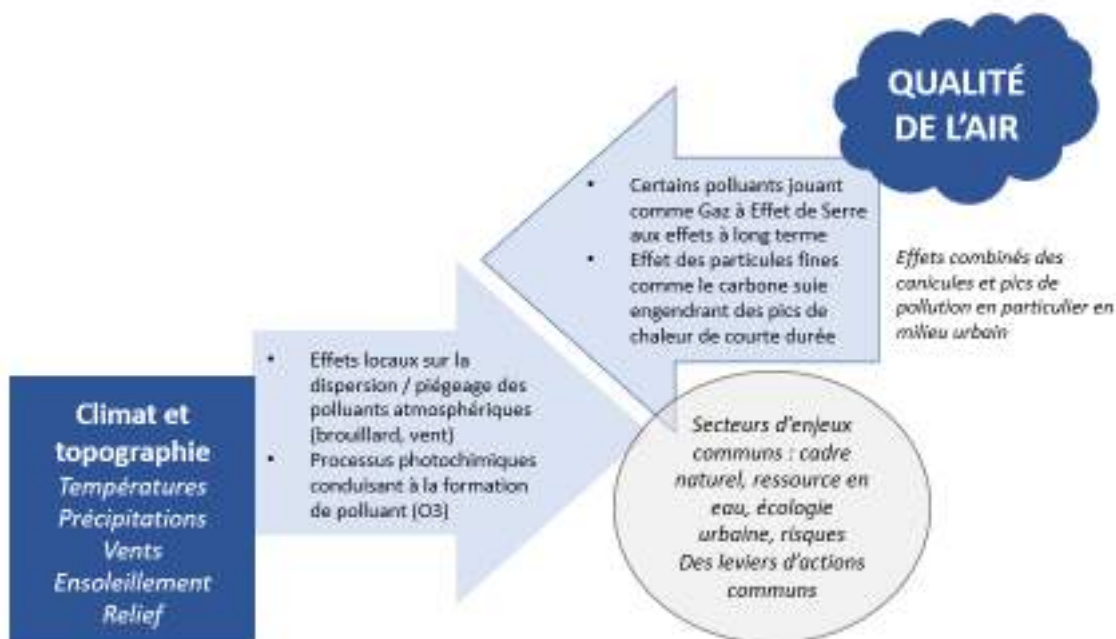 QUALITÉ
DE L'AIR
• Certains polluants jouant
comme Gaz à Effet de Serre
aux effets à long terme
• Effet des particules fines
comme le carbone suie
engendrant des pics de
chaleur de courte durée
Effets combinés des
canicules et pics de
pollution en particulier en
milieu urbain
• Effets locaux sur la
dispersion / piégeage des
polluants atmosphériques
(brouillard, vent)
• Processus photochimiques
conduisant à la formation
de polluant (O3)
Climat et
topographie
Températures
Précipitations
Vents
Ensoleillement
Relief
Secteurs d'enjeux
communs : cadre
naturel, ressource en
eau, écologie
urbaine, risques
Des leviers d'actions
communs